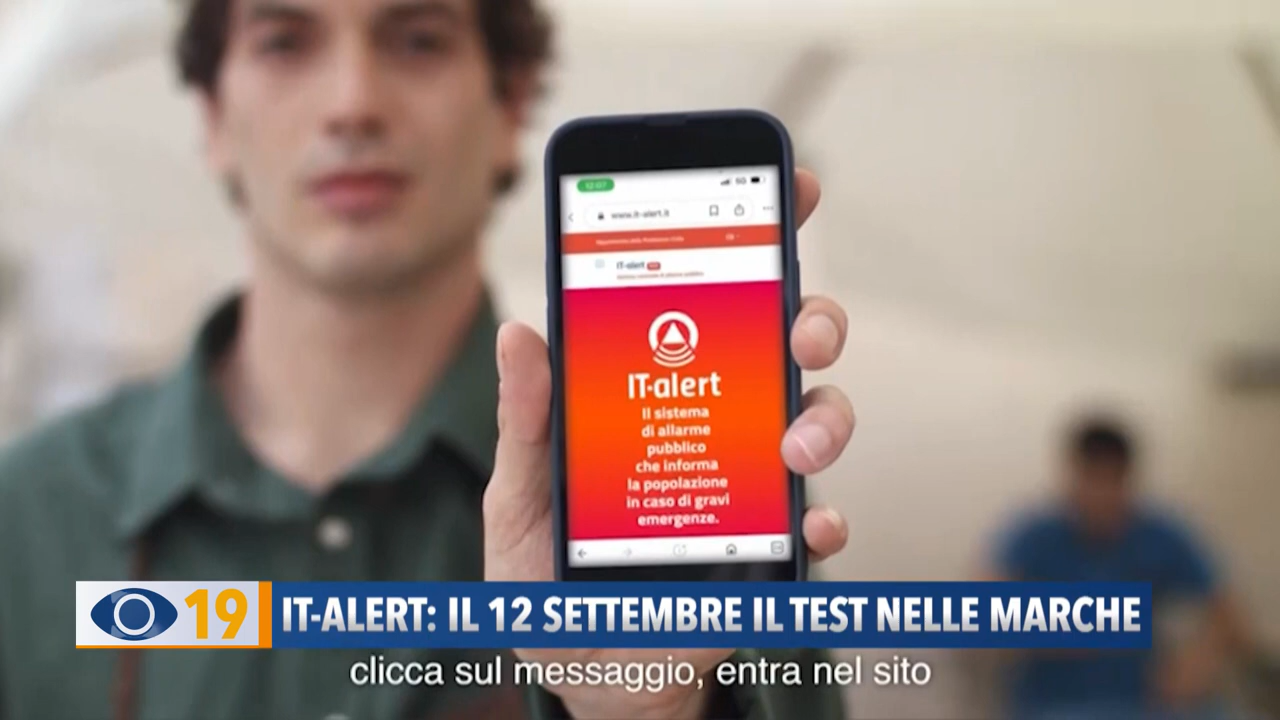 12:07
5G
www.it-alert.it
IT-alert
IT-alert
Il sistema
di allarme
pubblico
che informa
la popolazione
in caso di gravi
emergenze.
19 IT-ALERT: IL 12 SETTEMBRE IL TEST NELLE MARCHE
clicca sul messaggio, entra nel sito